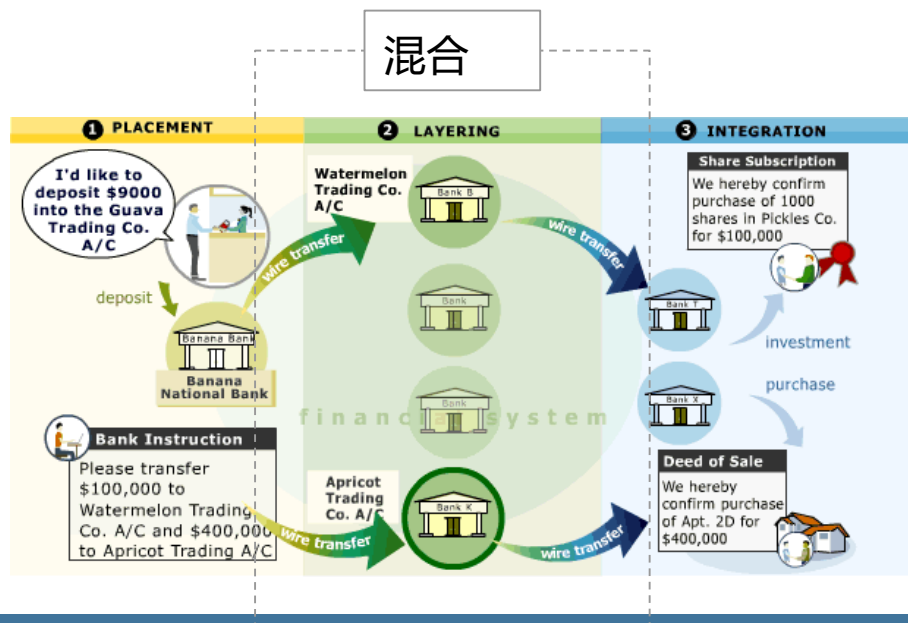 混合
1 PLACEMENT
2 LAYERING
3 INTEGRATION
I'd like to
deposit $9000
into the Guava
Trading Co.
A/C
deposit
Banana Bank
Banana
National Bank
Bank Instruction
Please transfer
$100,000 to
Watermelon Trading
Co. A/C and $400,000
to Apricot Trading A/C
wire transfer
wire transfer
Watermelon
Trading Co.
A/C
Bank B
Bank
Bank
financial system
Apricot
Trading
Co. A/C
Bank K
wire transfer
wire transfer
Share Subscription
We hereby confirm
purchase of 1000
shares in Pickles Co.
for $100,000
Bank T
investment
Bank X
purchase
Deed of Sale
We hereby
confirm purchase
of Apt. 2D for
$400,000